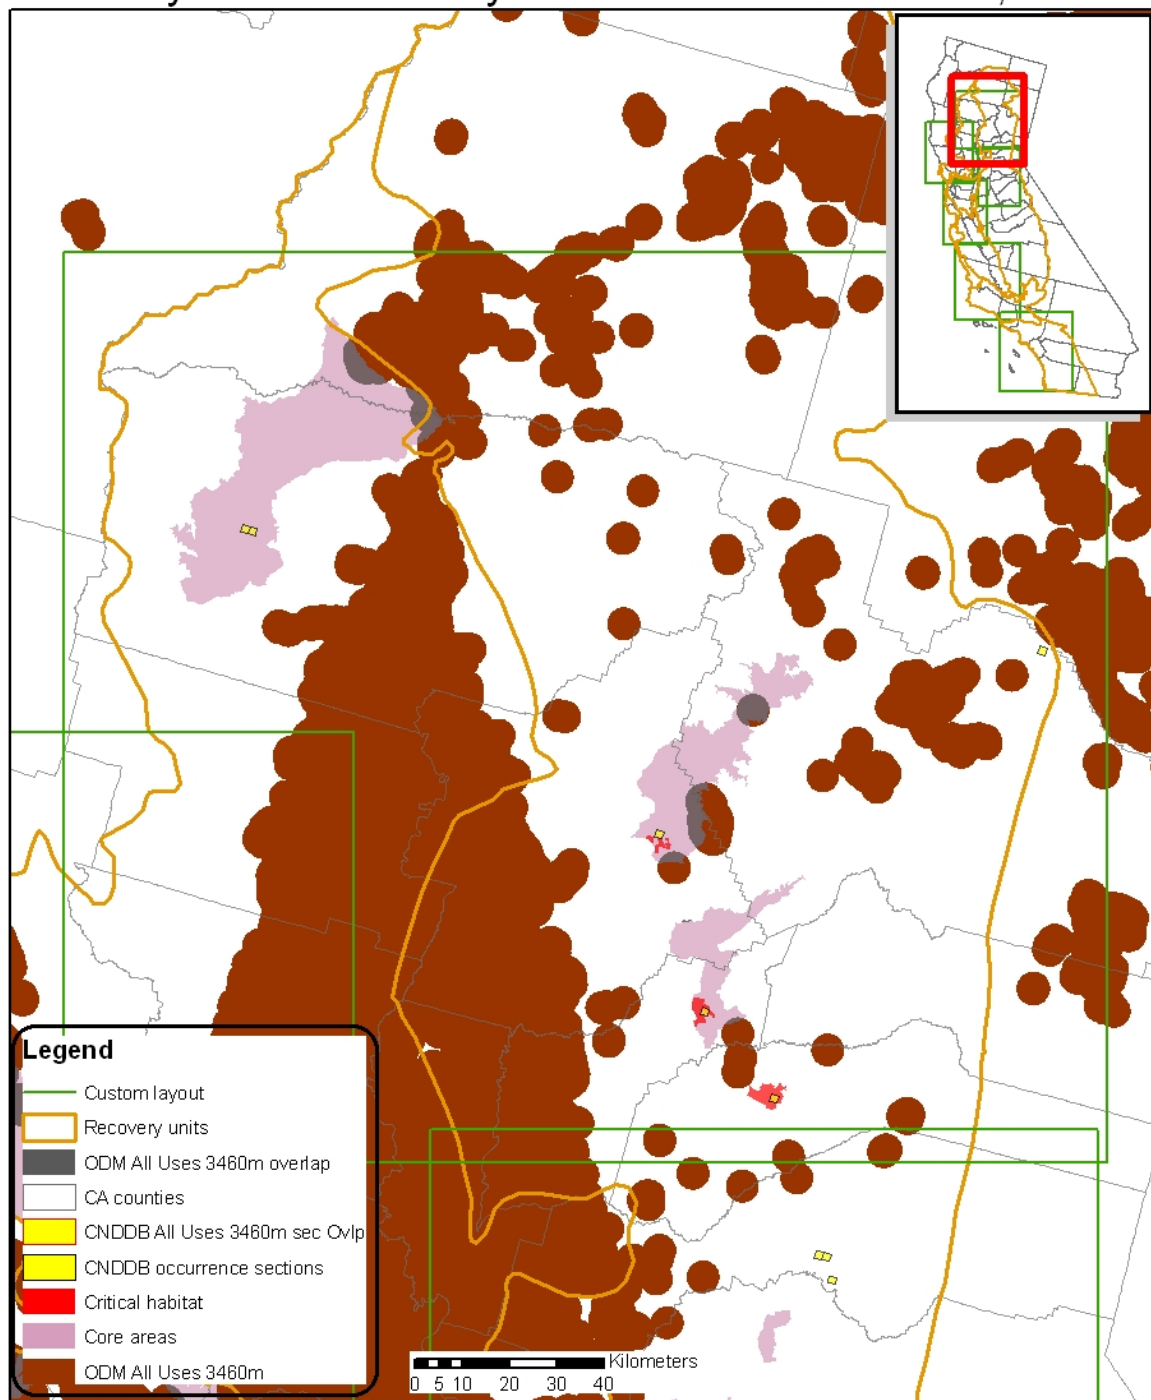 Legend
Custom layout
Recovery units
ODM All Uses 3460m overlap
CA counties
CNDDB All Uses 3460m sec Ovlp
CNDDB occurrence sections
Critical habitat
Core areas
ODM All Uses 3460m
Kilometers
0 5 10 20 30 40